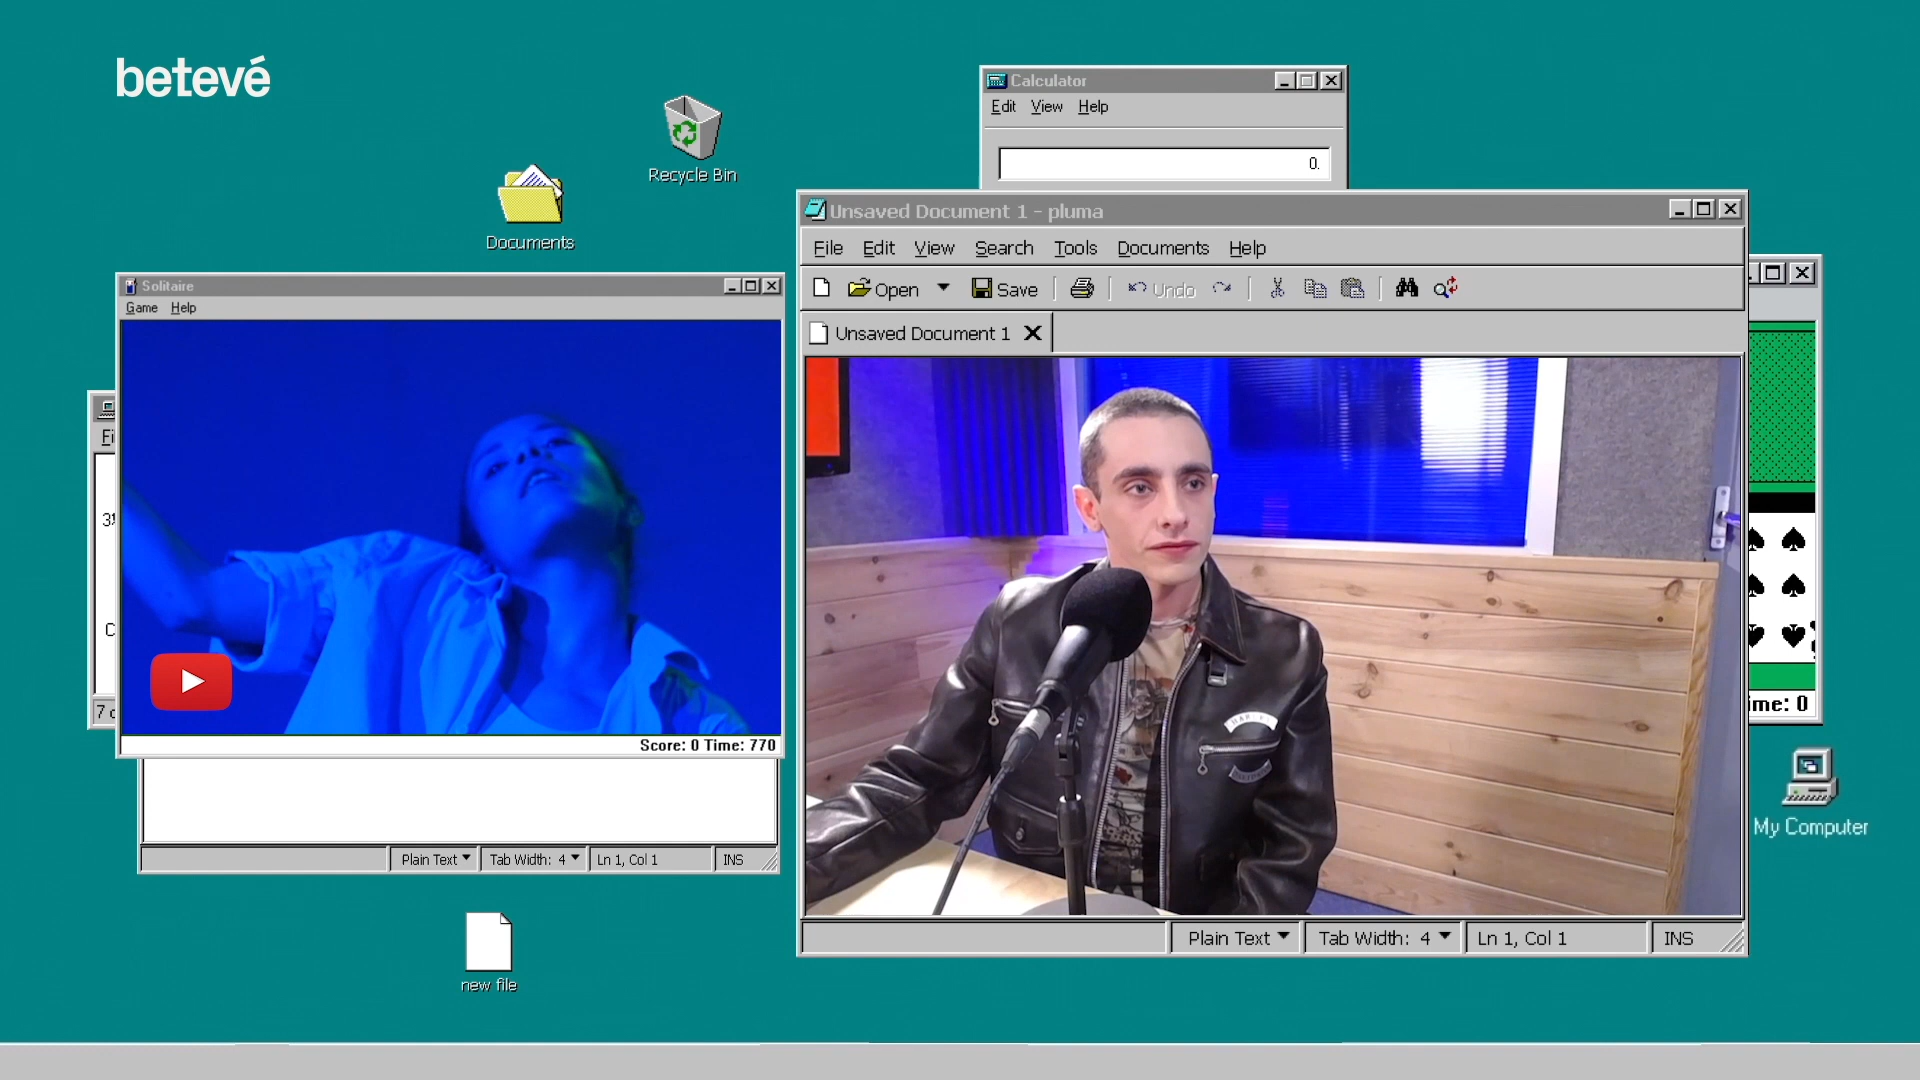 betevé
Recycle Bin
Documents
Calculator
Edit View Help
0.
Unsaved Document 1 - pluma
File Edit View Search Tools Documents Help
Open Save Undo
Unsaved Document 1
Solitaire
Game Help
Score: 0 Time: 770
Plain Text Tab Width: 4 Ln 1, Col 1 INS
new file
HARLEY
Plain Text Tab Width: 4 Ln 1, Col 1 INS
ime: 0
My Computer